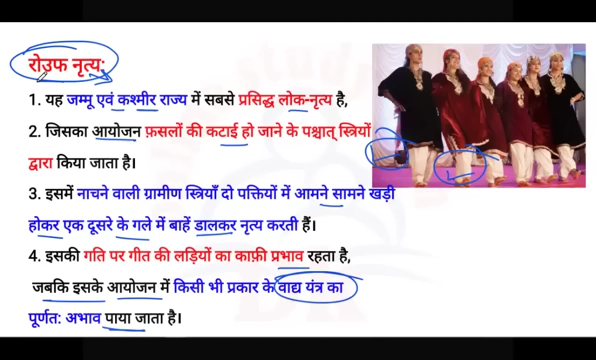 रोउफ नृत्य:
1. यह जम्मू एवं कश्मीर राज्य में सबसे प्रसिद्ध लोक-नृत्य है,
2. जिसका आयोजन फ़सलों की कटाई हो जाने के पश्चात् स्त्रियों
द्वारा किया जाता है।
3. इसमें नाचने वाली ग्रामीण स्त्रियाँ दो पक्तियों में आमने सामने खड़ी
होकर एक दूसरे के गले में बाहें डालकर नृत्य करती हैं।
4. इसकी गति पर गीत की लड़ियों का काफ़ी प्रभाव रहता है,
जबकि इसके आयोजन में किसी भी प्रकार के वाद्य यंत्र का
पूर्णत: अभाव पाया जाता है।